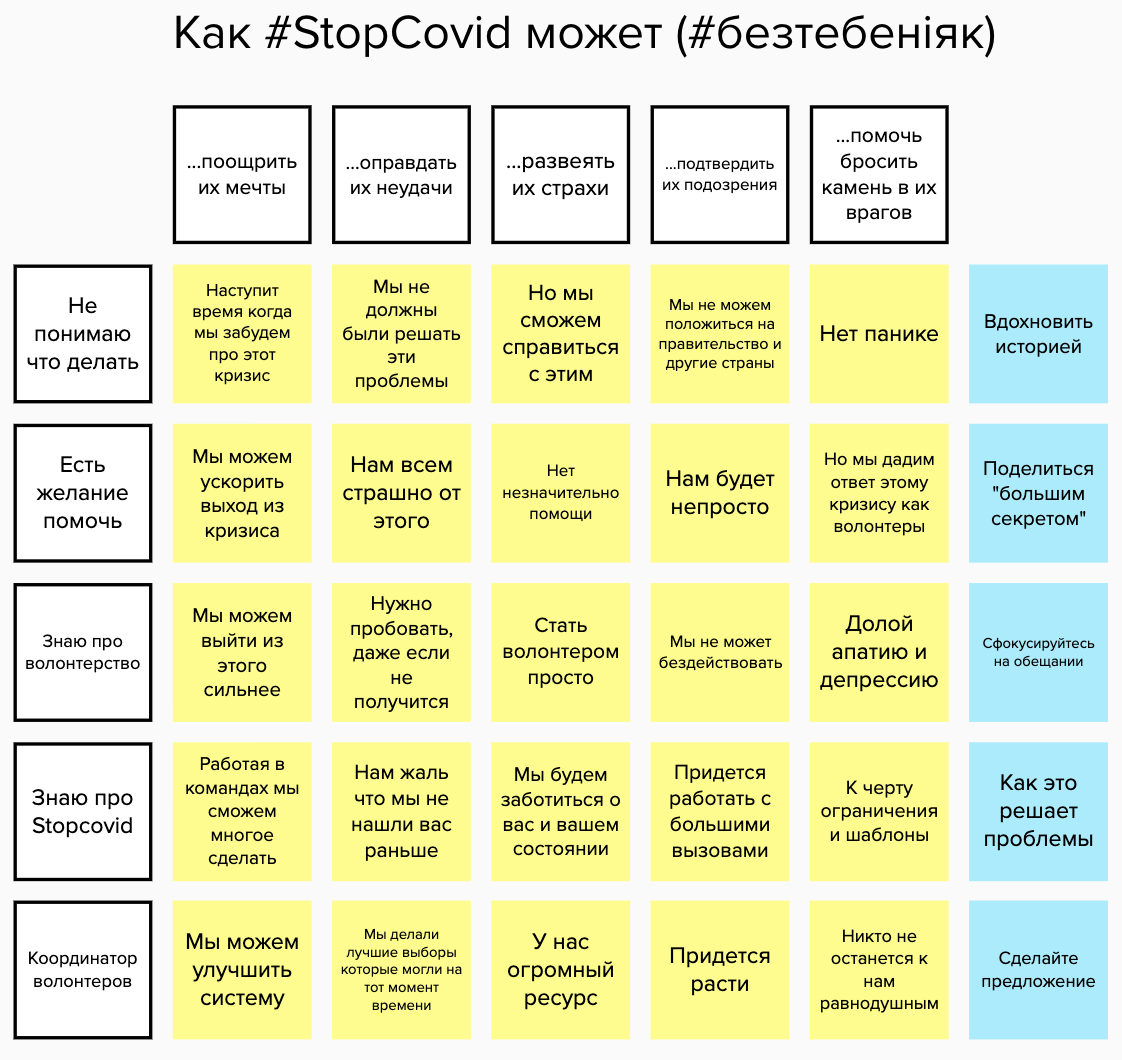 Как #StopCovid может (#безтебеніяк)
...поощрить
их мечты
...оправдать
их неудачи
...развеять
их страхи
...подтвердить
их подозрения
...помочь
бросить
камень в их
врагов
Не
понимаю
что делать
Наступит
время когда
мы забудем
про этот
кризис
Мы не
должны
были решать
эти
проблемы
Но мы
сможем
справиться
с этим
Мы не можем
положиться на
правительство и
другие страны
Нет панике
Вдохновить
историей
Есть
желание
помочь
Мы можем
ускорить
выход из
кризиса
Нам всем
страшно от
этого
Нет
незначительно
помощи
Нам будет
непросто
Но мы дадим
ответ этому
кризису как
волонтеры
Поделиться
"большим
секретом"
Знаю про
волонтерство
Мы можем
выйти из
этого
сильнее
Нужно
пробовать,
даже если
не
получится
Стать
волонтером
просто
Мы не может
бездействовать
Долой
апатию и
депрессию
Сфокусируйтесь
на обещании
Знаю про
Stopcovid
Работая в
командах мы
сможем
многое
сделать
Нам жаль
что мы не
нашли вас
раньше
Мы будем
заботиться о
вас и вашем
состоянии
Придется
работать с
большими
вызовами
К черту
ограничения
и шаблоны
Как это
решает
проблемы
Координатор
волонтеров
Мы можем
улучшить
систему
Мы делали
лучшие выборы
которые могли на
тот момент
времени
У нас
огромный
ресурс
Придется
расти
Никто не
останется к
нам
равнодушным
Сделайте
предложение